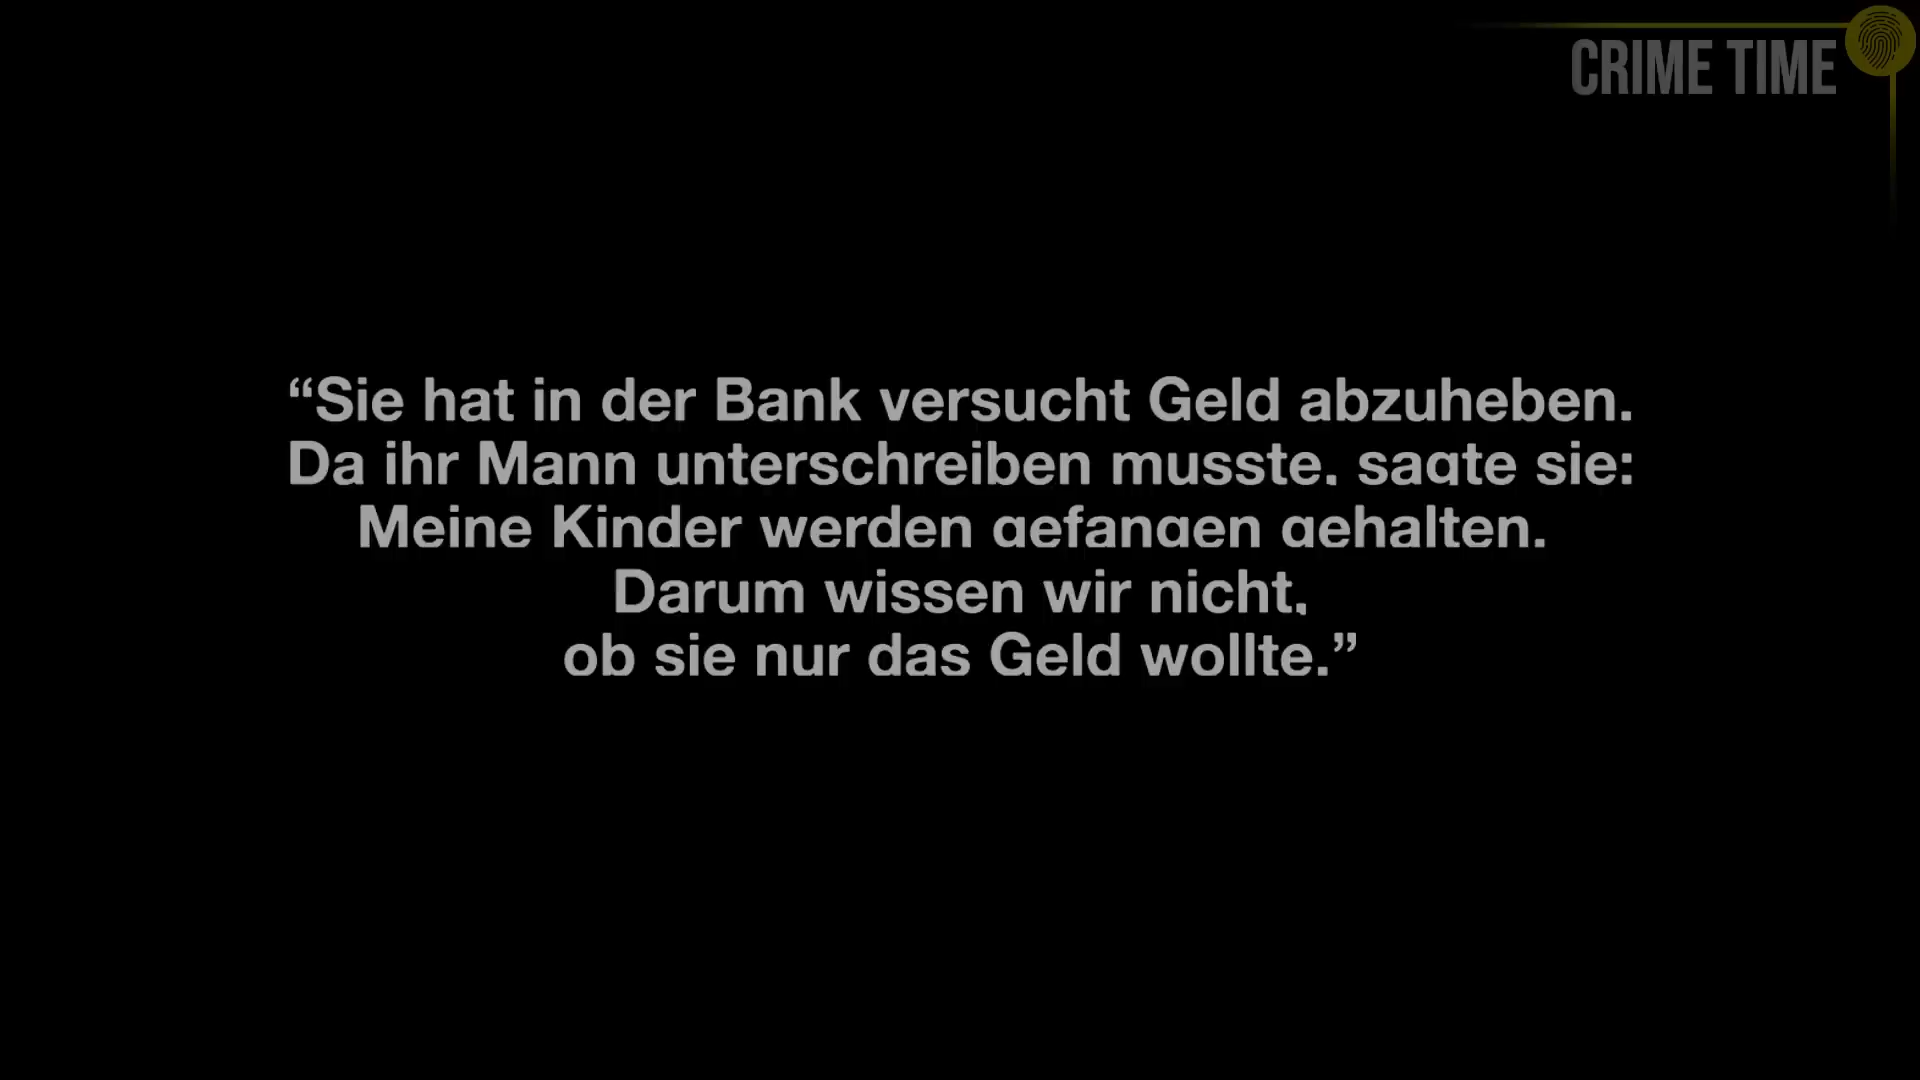 CRIME TIME
“Sie hat in der Bank versucht Geld abzuheben.
Da ihr Mann unterschreiben musste, sagte sie:
Meine Kinder werden gefangen gehalten.
Darum wissen wir nicht,
ob sie nur das Geld wollte.”